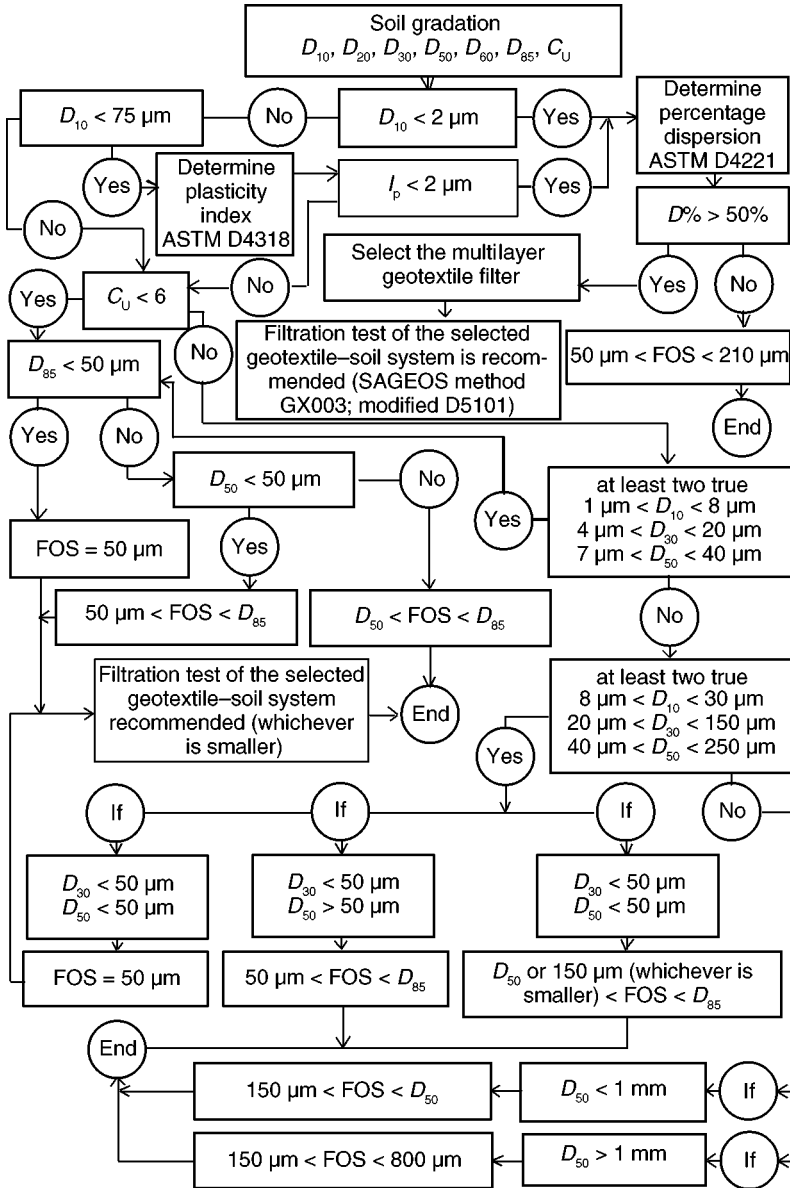 Soil gradation
D10, D20, D30, D50, D60, D85, CU
D10 < 75 µm
No
D10 < 2 µm
Yes
Determine
percentage
dispersion
ASTM D4221
Yes
Determine
plasticity
index
ASTM D4318
Ip < 2 µm
Yes
No
D% > 50%
Select the multilayer
geotextile filter
Yes
No
Yes
CU < 6
No
No
Filtration test of the selected
geotextile–soil system is recom-
mended (SAGEOS method
GX003; modified D5101)
50 µm < FOS < 210 µm
End
D85 < 50 µm
Yes
No
D50 < 50 µm
No
Yes
at least two true
1 µm < D10 < 8 µm
4 µm < D30 < 20 µm
7 µm < D50 < 40 µm
FOS = 50 µm
Yes
50 µm < FOS < D85
D50 < FOS < D85
No
Filtration test of the selected
geotextile–soil system
recommended (whichever
is smaller)
End
at least two true
8 µm < D10 < 30 µm
20 µm < D30 < 150 µm
40 µm < D50 < 250 µm
Yes
No
If
If
If
D30 < 50 µm
D50 < 50 µm
D30 < 50 µm
D50 > 50 µm
D30 < 50 µm
D50 < 50 µm
FOS = 50 µm
50 µm < FOS < D85
D50 or 150 µm (whichever is
smaller) < FOS < D85
End
150 µm < FOS < D50
D50 < 1 mm
If
150 µm < FOS < 800 µm
D50 > 1 mm
If